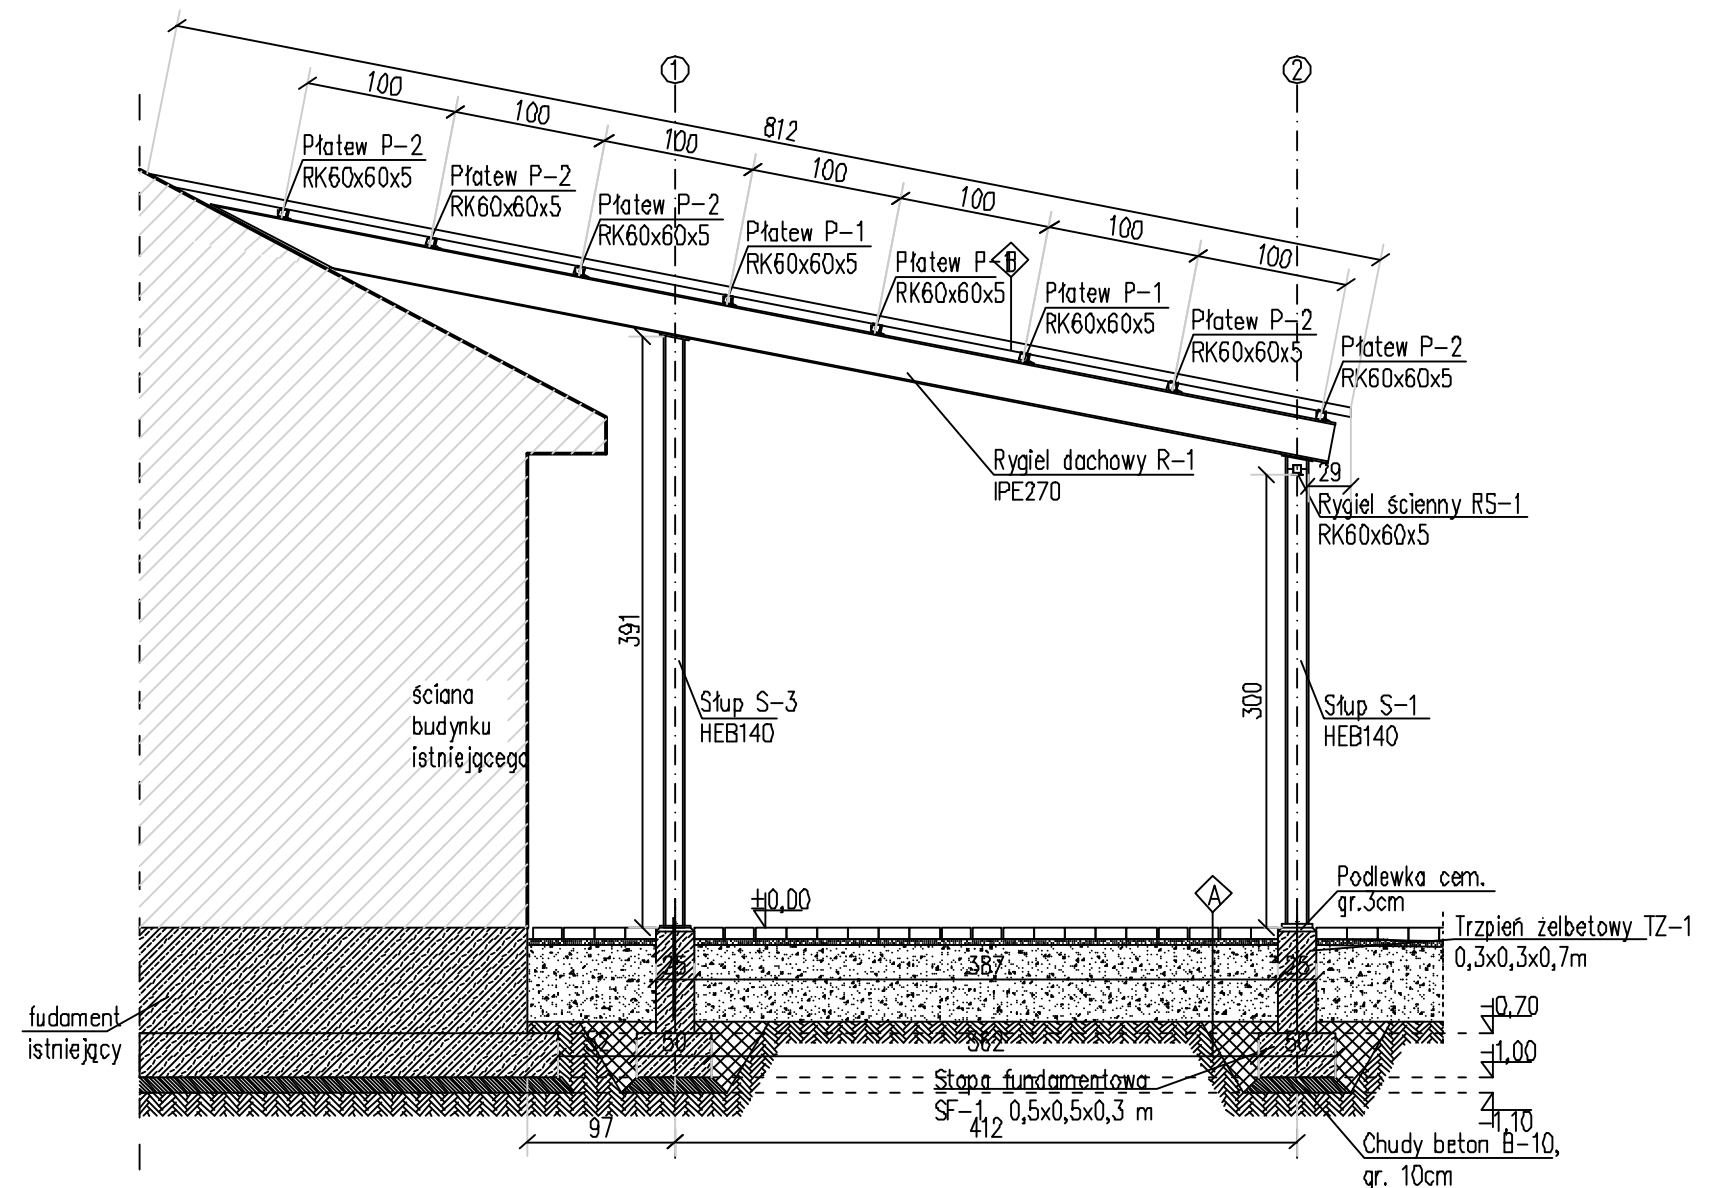 1
2
812
100
100
100
100
100
100
100
Płatew P-2
RK60x60x5
Płatew P-2
RK60x60x5
Płatew P-2
RK60x60x5
Płatew P-1
RK60x60x5
Płatew P-1
RK60x60x5
B
Płatew P-1
RK60x60x5
Płatew P-2
RK60x60x5
Płatew P-2
RK60x60x5
Rygiel dachowy R-1
IPE270
29
Rygiel ścienny RS-1
RK60x60x5
391
300
ściana
budynku
istniejącego
Słup S-3
HEB140
Słup S-1
HEB140
±0,00
A
Podlewka cem.
gr.3cm
Trzpień żelbetowy TZ-1
0,3x0,3x0,7m
25
387
25
fudament
istniejący
-0,70
50
362
50
-1,00
Stopa fundamentowa
SF-1 0,5x0,5x0,3 m
-1,10
97
412
Chudy beton B-10,
gr. 10cm